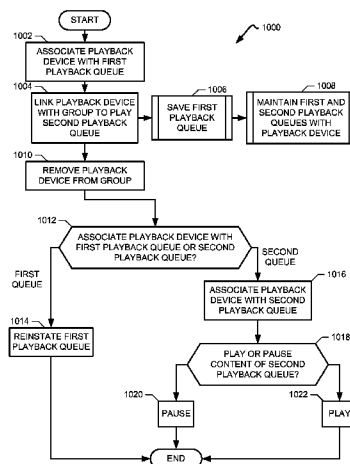 START
1000
1002
ASSOCIATE PLAYBACK
DEVICE WITH FIRST
PLAYBACK QUEUE
1004
LINK PLAYBACK DEVICE
WITH GROUP TO PLAY
SECOND PLAYBACK
QUEUE
1006
SAVE FIRST
PLAYBACK
QUEUE
1008
MAINTAIN FIRST AND
SECOND PLAYBACK
QUEUES WITH
PLAYBACK DEVICE
1010
REMOVE PLAYBACK
DEVICE FROM GROUP
1012
ASSOCIATE PLAYBACK DEVICE WITH
FIRST PLAYBACK QUEUE OR SECOND
PLAYBACK QUEUE?
FIRST
QUEUE
SECOND
QUEUE
1014
REINSTATE FIRST
PLAYBACK QUEUE
1016
ASSOCIATE PLAYBACK
DEVICE WITH SECOND
PLAYBACK QUEUE
1018
PLAY OR PAUSE
CONTENT OF SECOND
PLAYBACK QUEUE?
1020
PAUSE
1022
PLAY
END